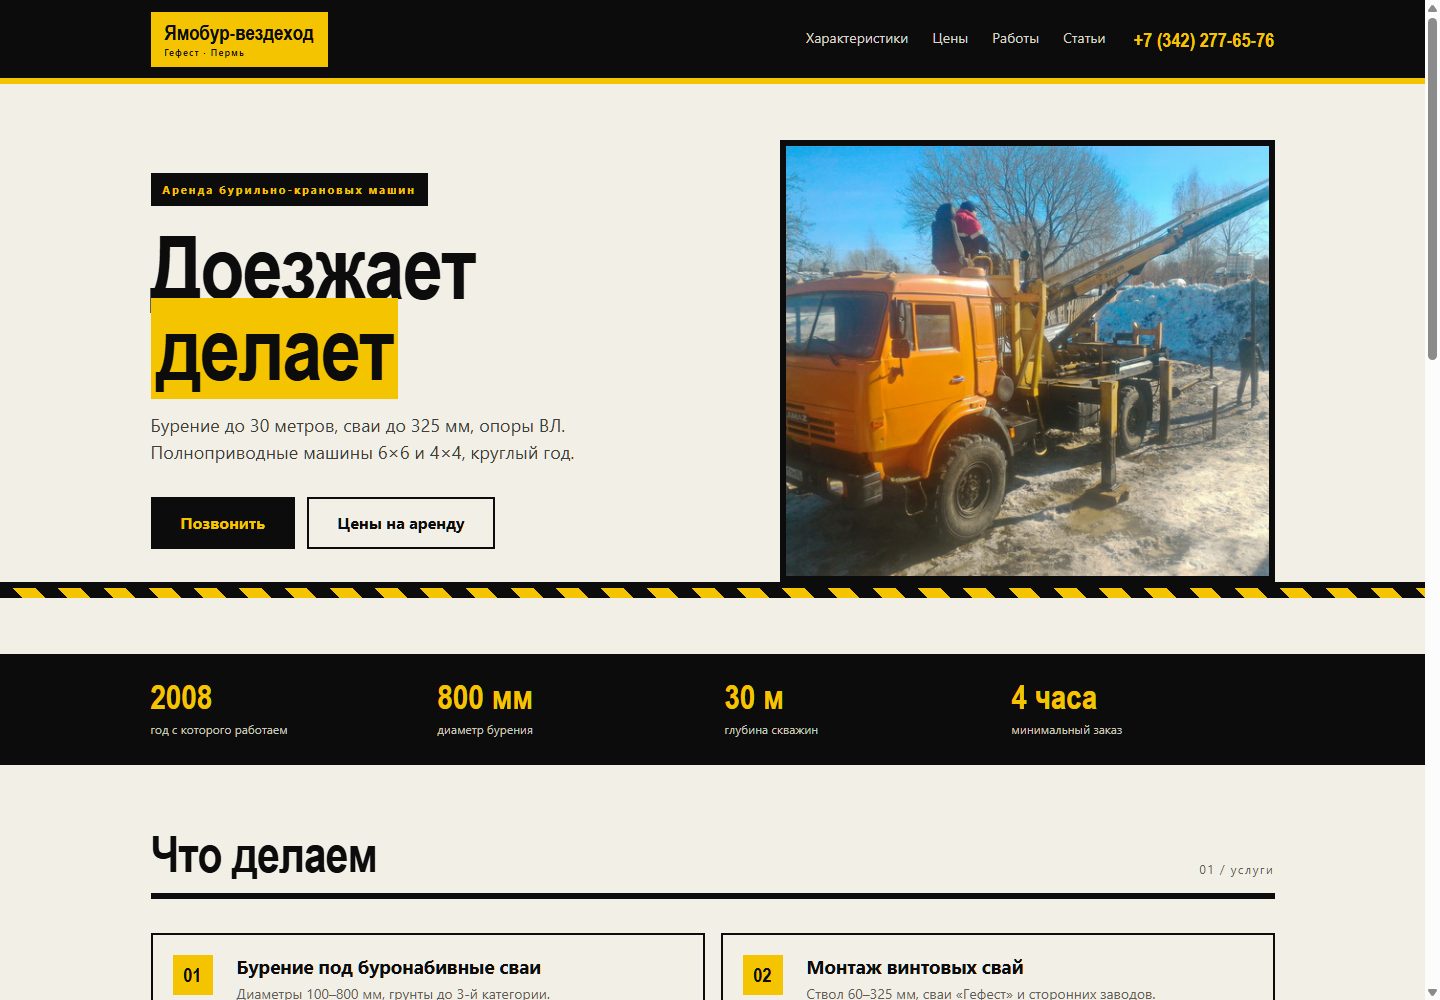 Ямобур-вездеход
Гефест · Пермь
Характеристики
Цены
Работы
Статьи
+7 (342) 277-65-76
Аренда бурильно-крановых машин
Доезжает
делает
Бурение до 30 метров, сваи до 325 мм, опоры ВЛ.
Полноприводные машины 6×6 и 4×4, круглый год.
Позвонить
Цены на аренду
2008
год с которого работаем
800 мм
диаметр бурения
30 м
глубина скважин
4 часа
минимальный заказ
Что делаем
01 / услуги
01
Бурение под буронабивные сваи
Диаметры 100–800 мм, грунты до 3-й категории.
02
Монтаж винтовых свай
Ствол 60–325 мм, сваи «Гефест» и сторонних заводов.